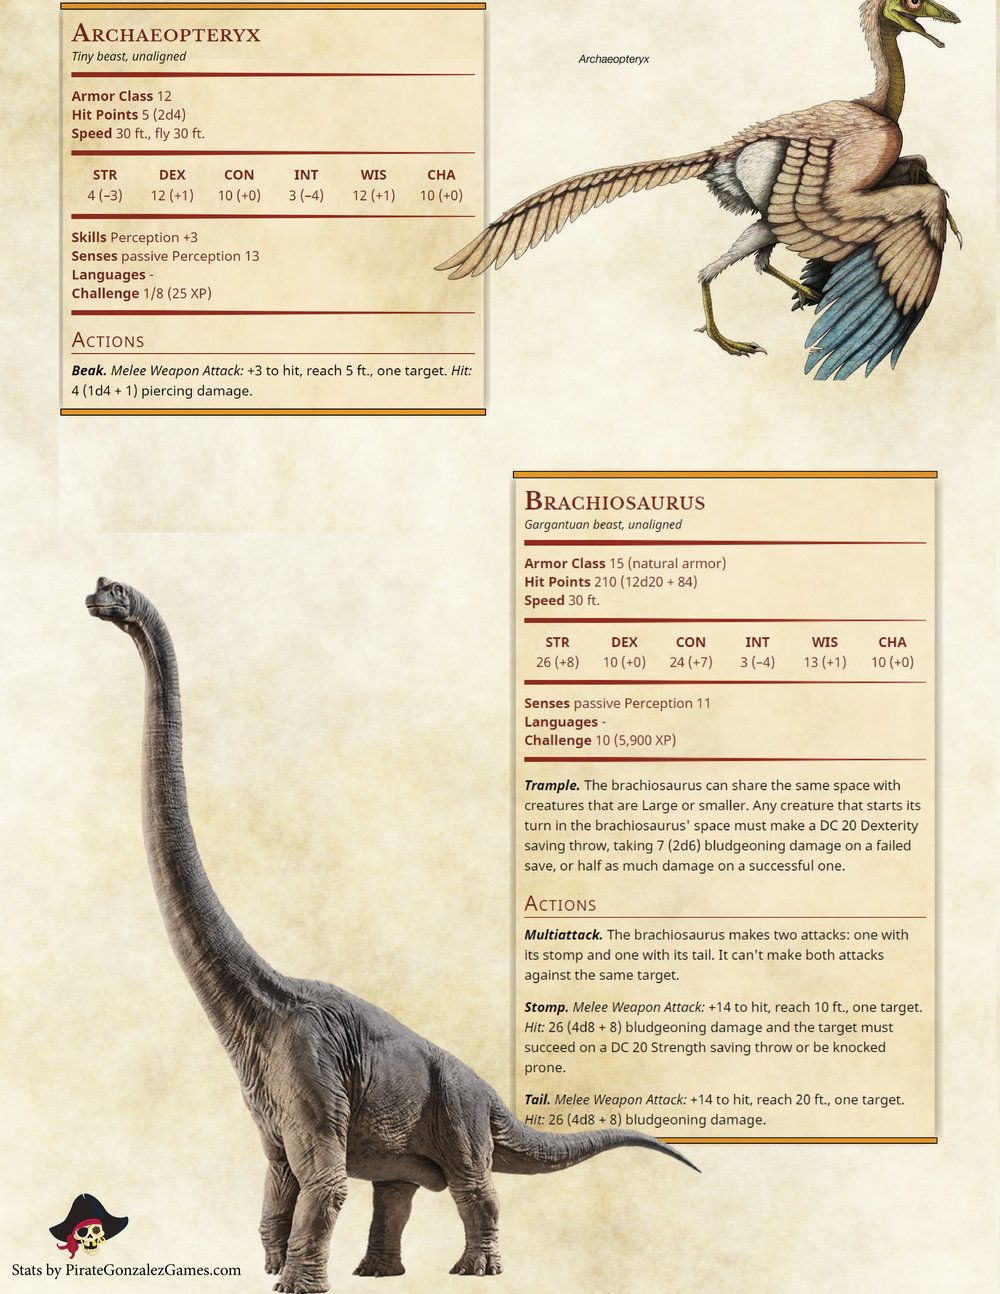 Archaeopteryx
Tiny beast, unaligned
Armor Class 12
Hit Points 5 (2d4)
Speed 30 ft., fly 30 ft.
STR DEX CON INT WIS CHA
4 (–3) 12 (+1) 10 (+0) 3 (–4) 12 (+1) 10 (+0)
Skills Perception +3
Senses passive Perception 13
Languages -
Challenge 1/8 (25 XP)
Actions
Beak. Melee Weapon Attack: +3 to hit, reach 5 ft., one target. Hit:
4 (1d4 + 1) piercing damage.
Archaeopteryx
Brachiosaurus
Gargantuan beast, unaligned
Armor Class 15 (natural armor)
Hit Points 210 (12d20 + 84)
Speed 30 ft.
STR DEX CON INT WIS CHA
26 (+8) 10 (+0) 24 (+7) 3 (–4) 13 (+1) 10 (+0)
Senses passive Perception 11
Languages -
Challenge 10 (5,900 XP)
Trample. The brachiosaurus can share the same space with
creatures that are Large or smaller. Any creature that starts its
turn in the brachiosaurus' space must make a DC 20 Dexterity
saving throw, taking 7 (2d6) bludgeoning damage on a failed
save, or half as much damage on a successful one.
Actions
Multiattack. The brachiosaurus makes two attacks: one with
its stomp and one with its tail. It can't make both attacks
against the same target.
Stomp. Melee Weapon Attack: +14 to hit, reach 10 ft., one target.
Hit: 26 (4d8 + 8) bludgeoning damage and the target must
succeed on a DC 20 Strength saving throw or be knocked
prone.
Tail. Melee Weapon Attack: +14 to hit, reach 20 ft., one target.
Hit: 26 (4d8 + 8) bludgeoning damage.
Stats by PirateGonzalezGames.com